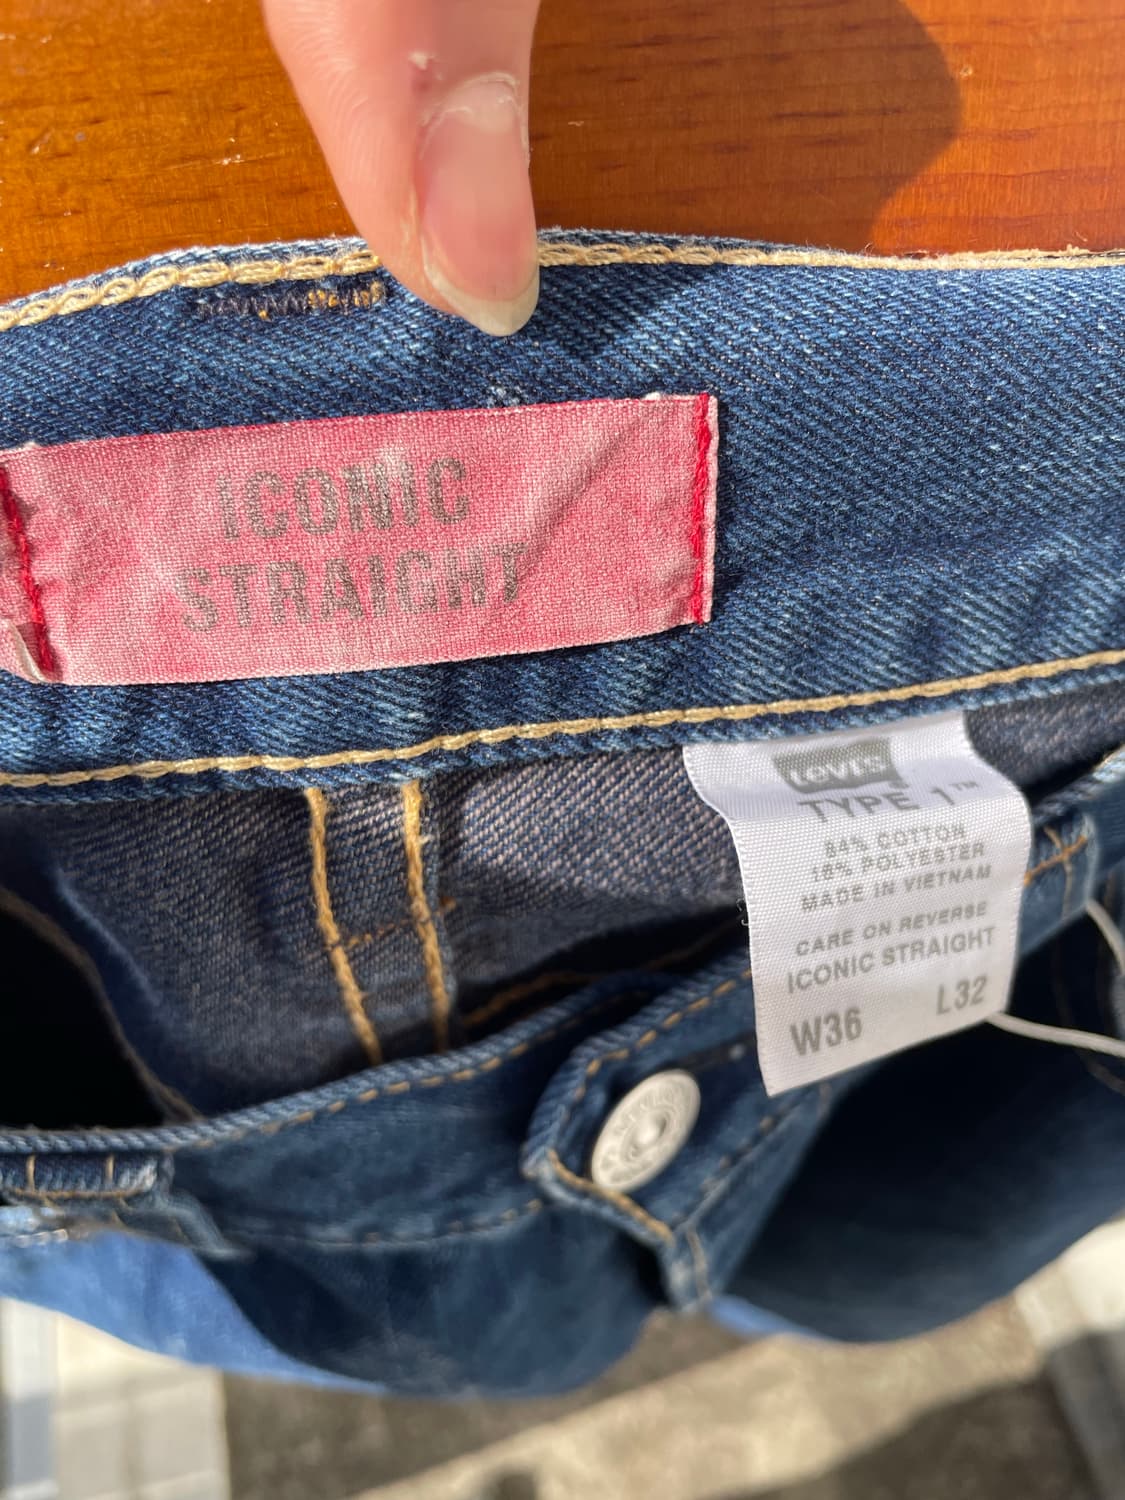 ICONIC
STRAIGHT
Levi's
TYPE 1™
84% COTTON
16% POLYESTER
MADE IN VIETNAM
CARE ON REVERSE
ICONIC STRAIGHT
W36 L32